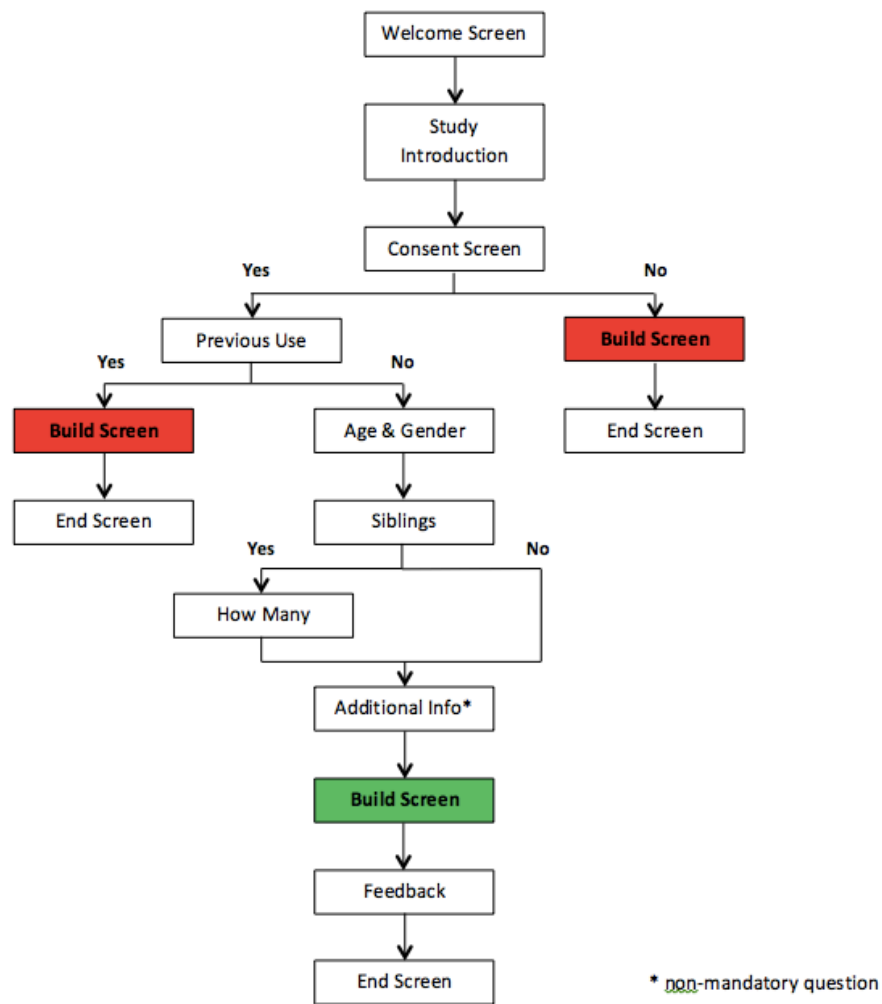 Welcome Screen
Study
Introduction
Consent Screen
Yes
No
Previous Use
Build Screen
Yes
No
Build Screen
Age & Gender
End Screen
End Screen
Siblings
Yes
No
How Many
Additional Info*
Build Screen
Feedback
End Screen
* non-mandatory question